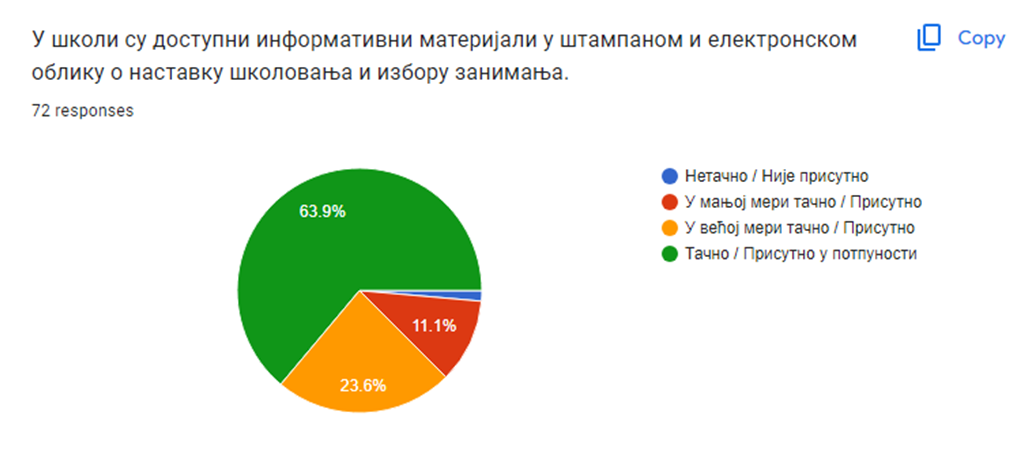 У школи су доступни информативни материјали у штампаном и електронском
облику о наставку школовања и избору занимања.
Copy
72 responses
63.9%
11.1%
23.6%
Нетачно / Није присутно
У мањој мери тачно / Присутно
У већој мери тачно / Присутно
Тачно / Присутно у потпуности